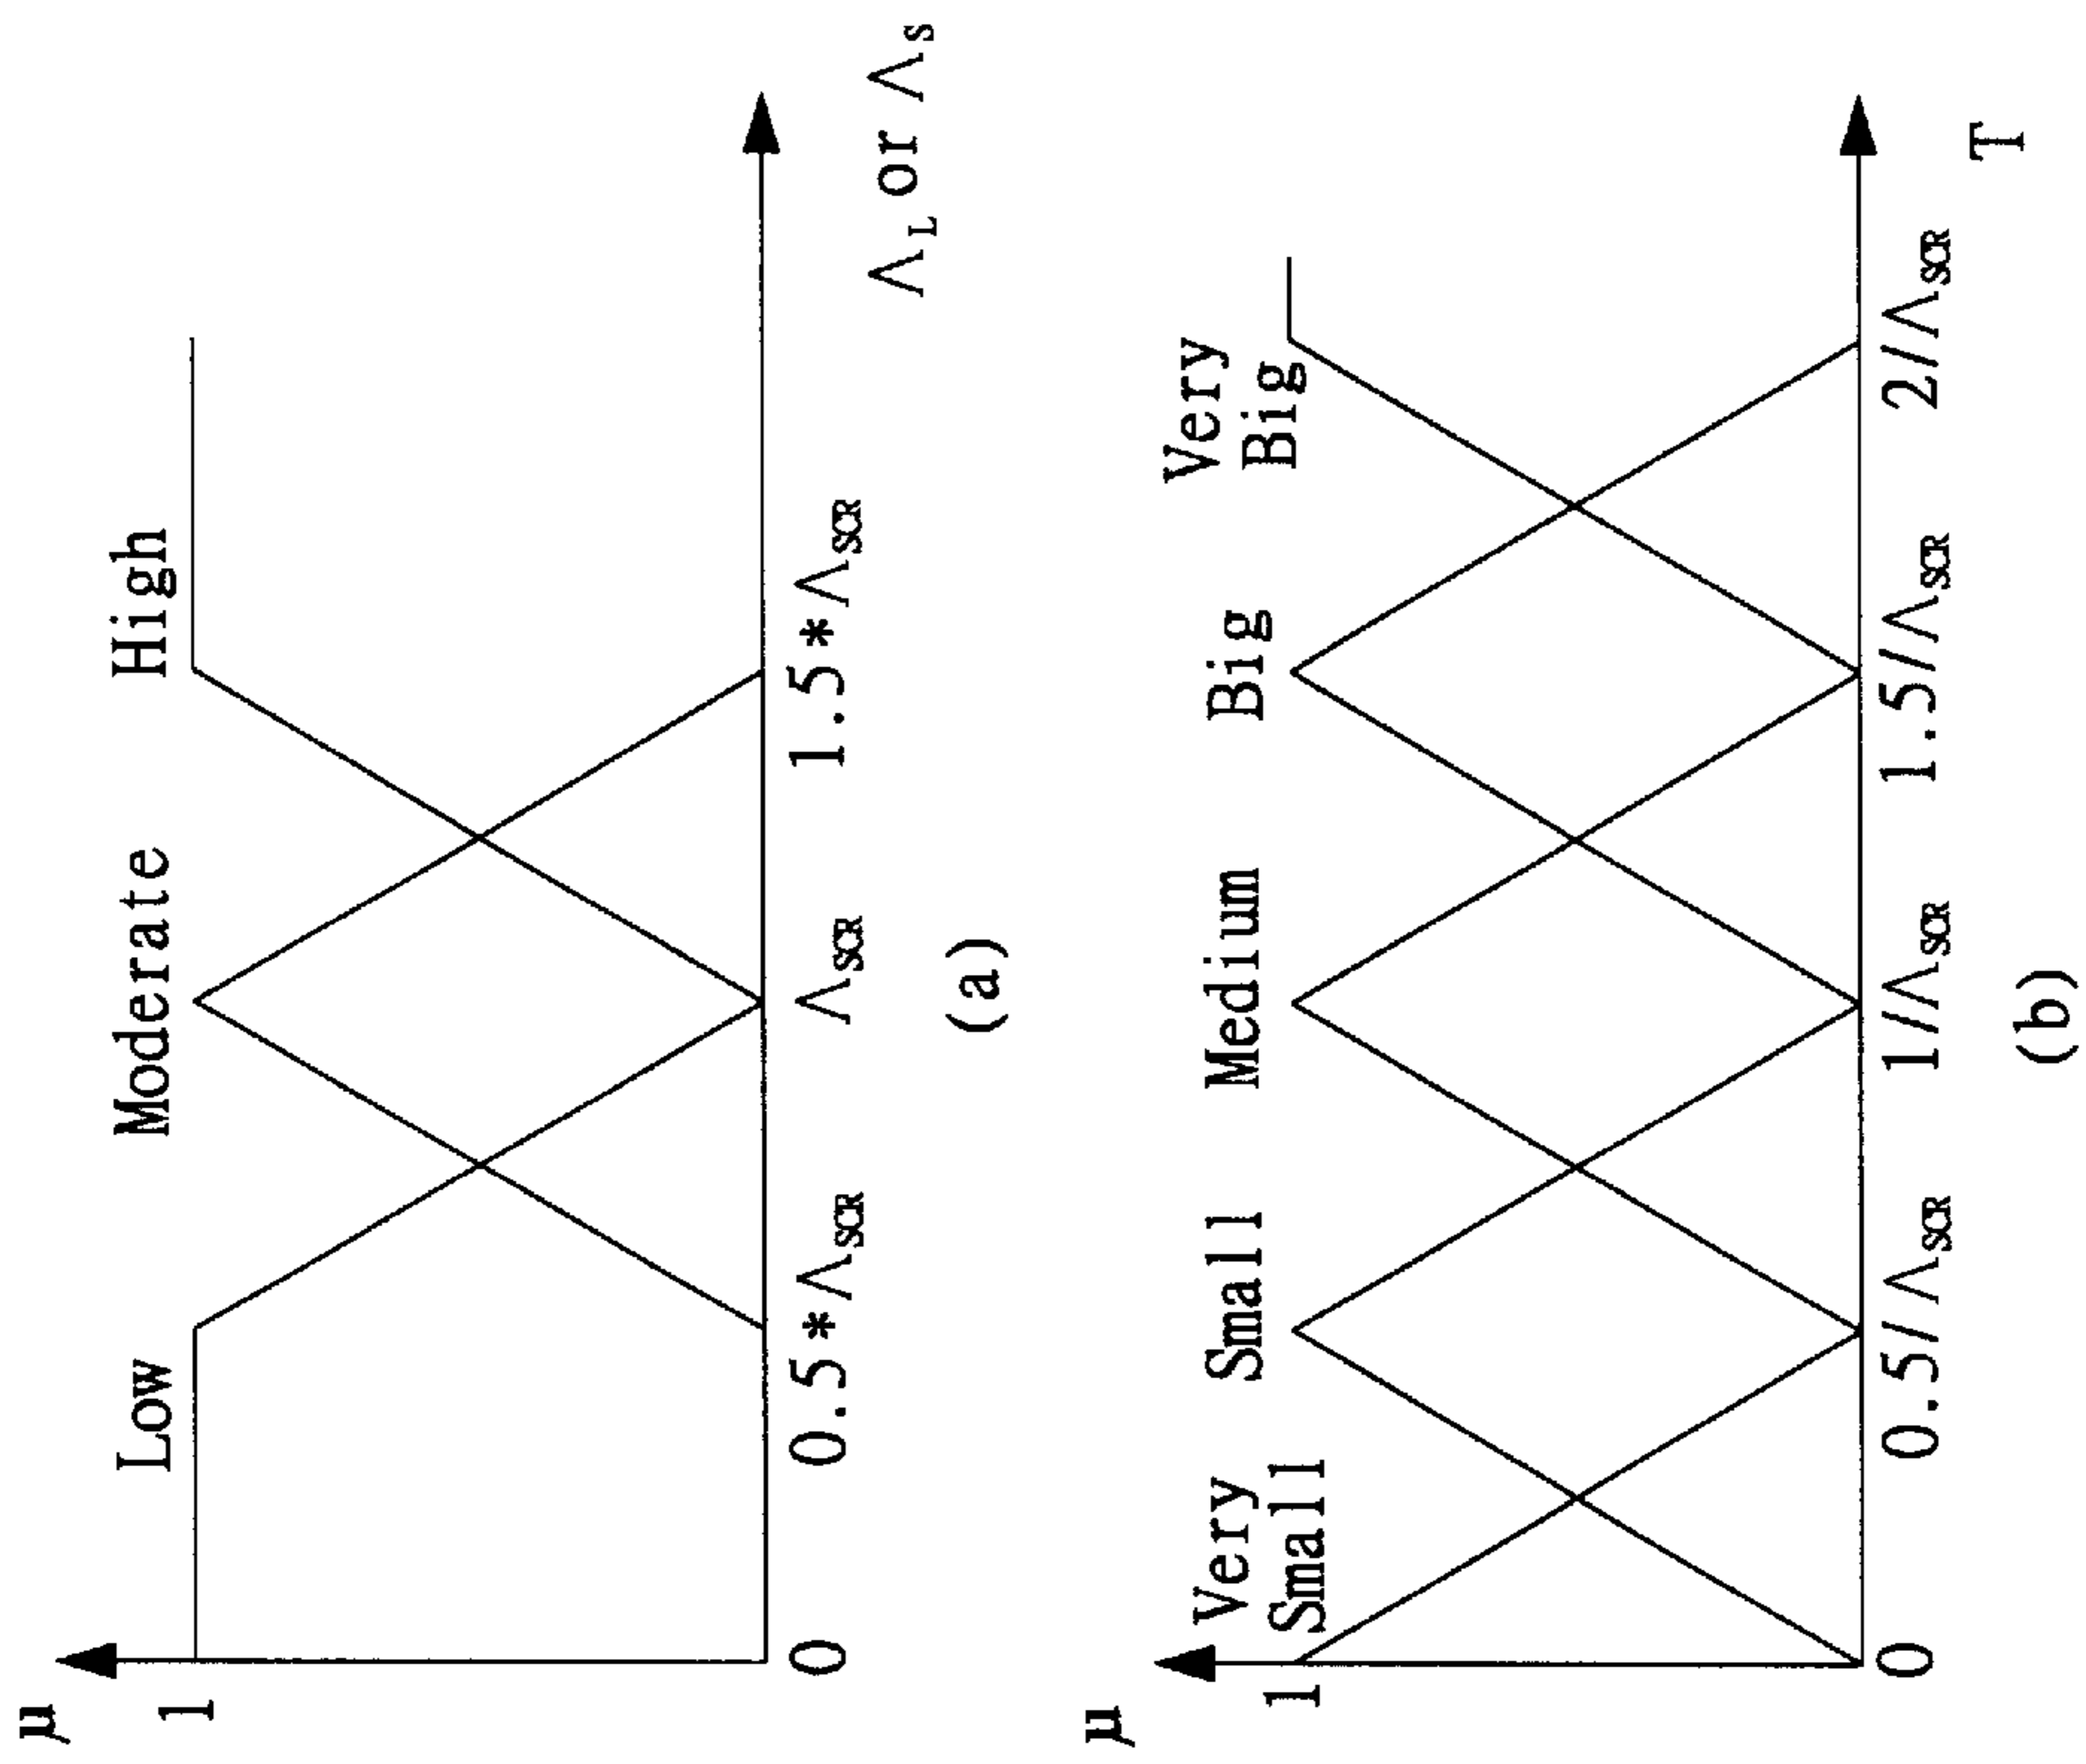 μ
1
Low
Moderate
High
0
0.5*Λ_SCR
Λ_SCR
1.5*Λ_SCR
Λ_L or Λ_S
(a)
μ
1
Very
Small
Small
Medium
Big
Very
Big
0
0.5/Λ_SCR
1/Λ_SCR
1.5/Λ_SCR
2/Λ_SCR
T
(b)